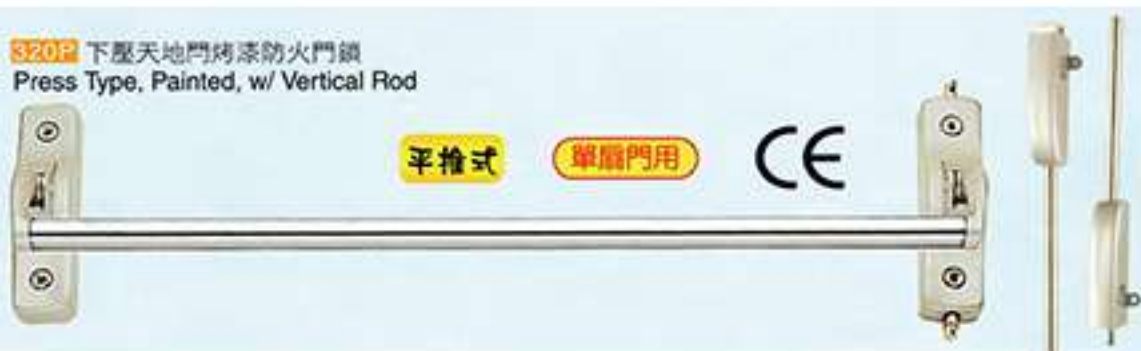 320P 下壓天地閂烤漆防火門鎖
Press Type, Painted, w/ Vertical Rod
平推式 單扇門用 CE